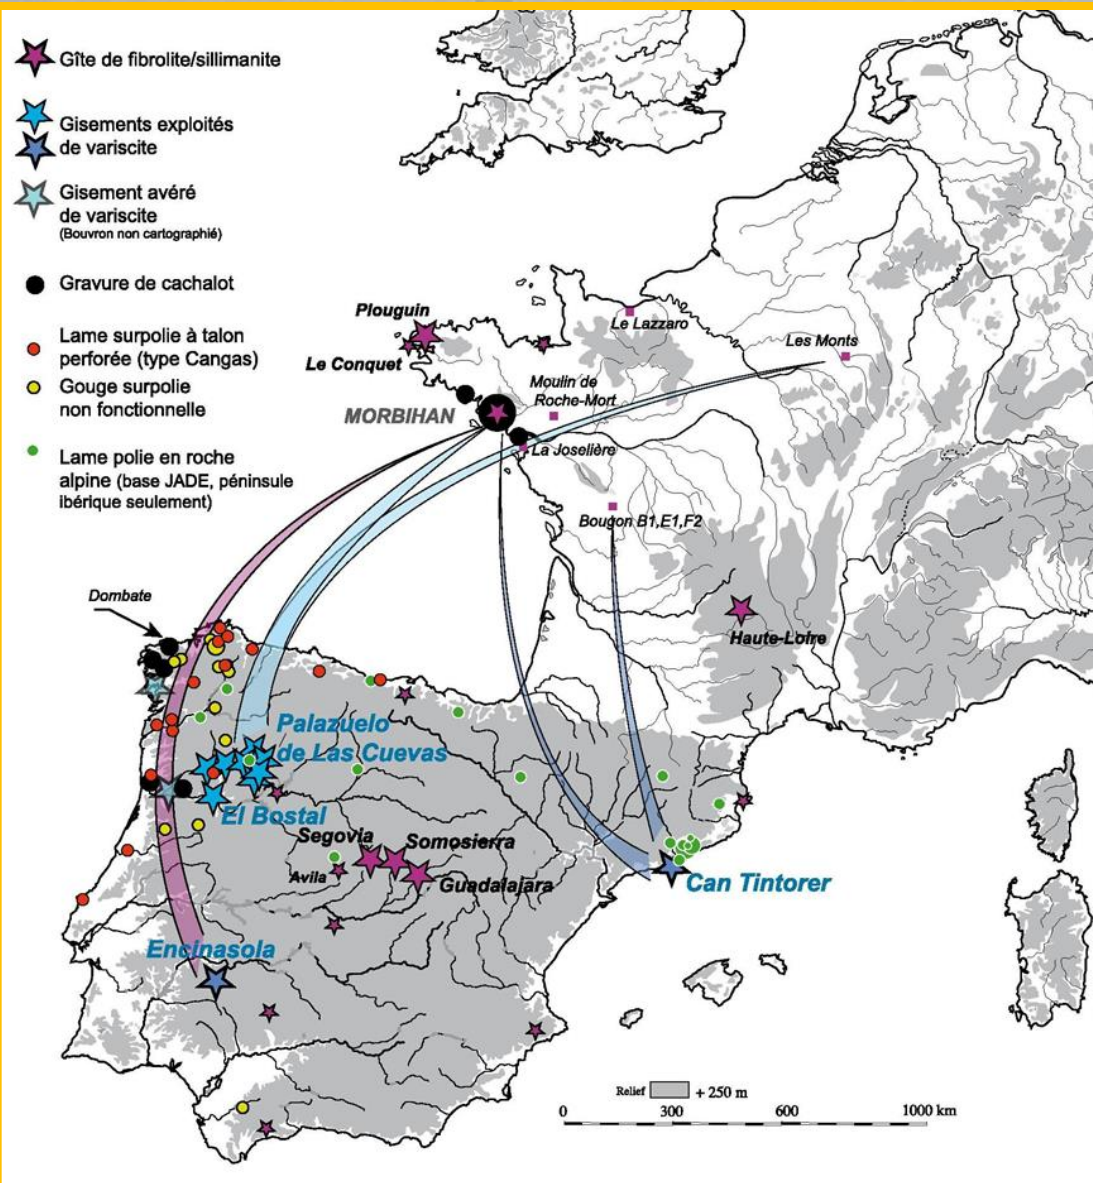 Gîte de fibrolite/sillimanite
Gisements exploités
de variscite
Gisement avéré
de variscite
(Bouvron non cartographié)
Gravure de cachalot
Lame surpolie à talon
perforée (type Cangas)
Gouge surpolie
non fonctionnelle
Lame polie en roche
alpine (base JADE, péninsule
ibérique seulement)
Plouguin
Le Conquet
MORBIHAN
Le Lazzaro
Les Monts
Moulin de
Roche-Mort
La Joselière
Bougon B1,E1,F2
Haute-Loire
Dombate
Palazuelo
de Las Cuevas
El Bostal
Segovia
Somosierra
Avila
Guadalajara
Can Tintorer
Encinasola
Relief + 250 m
0 300 600 1000 km